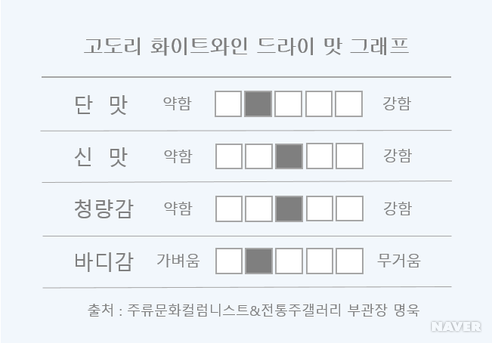 고도리 화이트와인 드라이 맛 그래프
단 맛 약함 강함
신 맛 약함 강함
청량감 약함 강함
바디감 가벼움 무거움
출처 : 주류문화컬럼니스트&전통주갤러리 부관장 명욱
NAVER